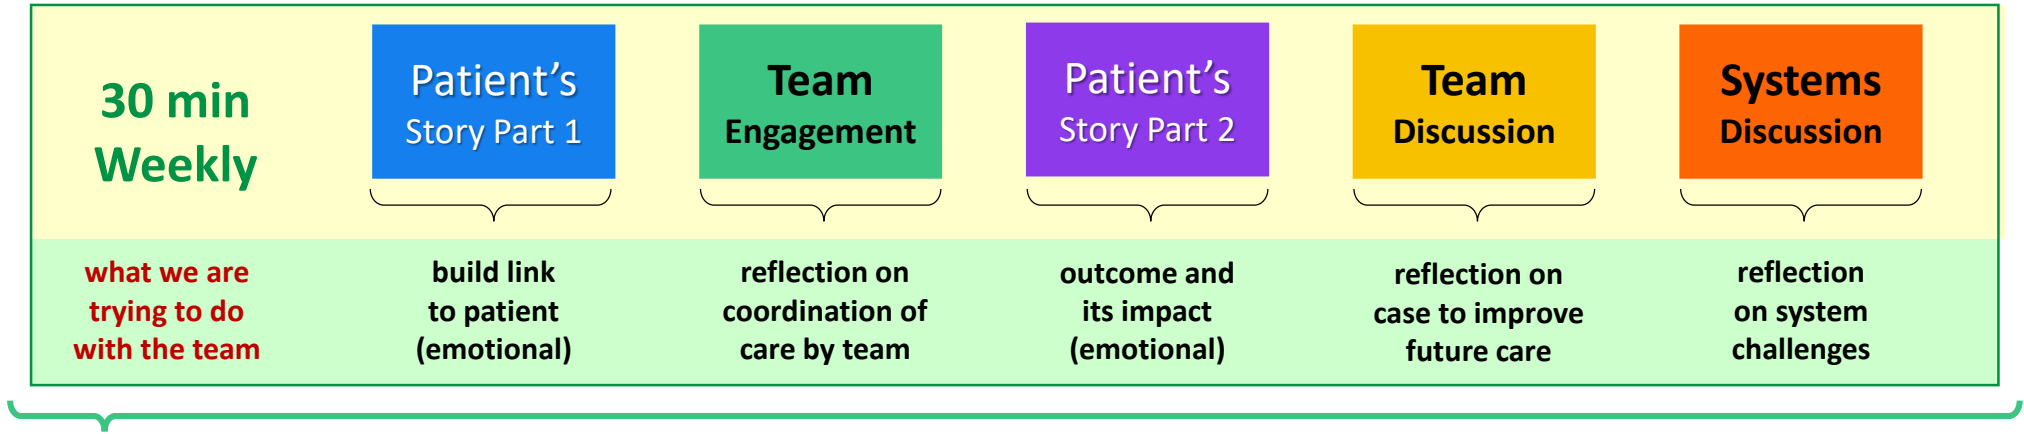 30 min
Weekly
Patient's
Story Part 1
Team
Engagement
Patient's
Story Part 2
Team
Discussion
Systems
Discussion
what we are
trying to do
with the team
build link
to patient
(emotional)
reflection on
coordination of
care by team
outcome and
its impact
(emotional)
reflection on
case to improve
future care
reflection
on system
challenges